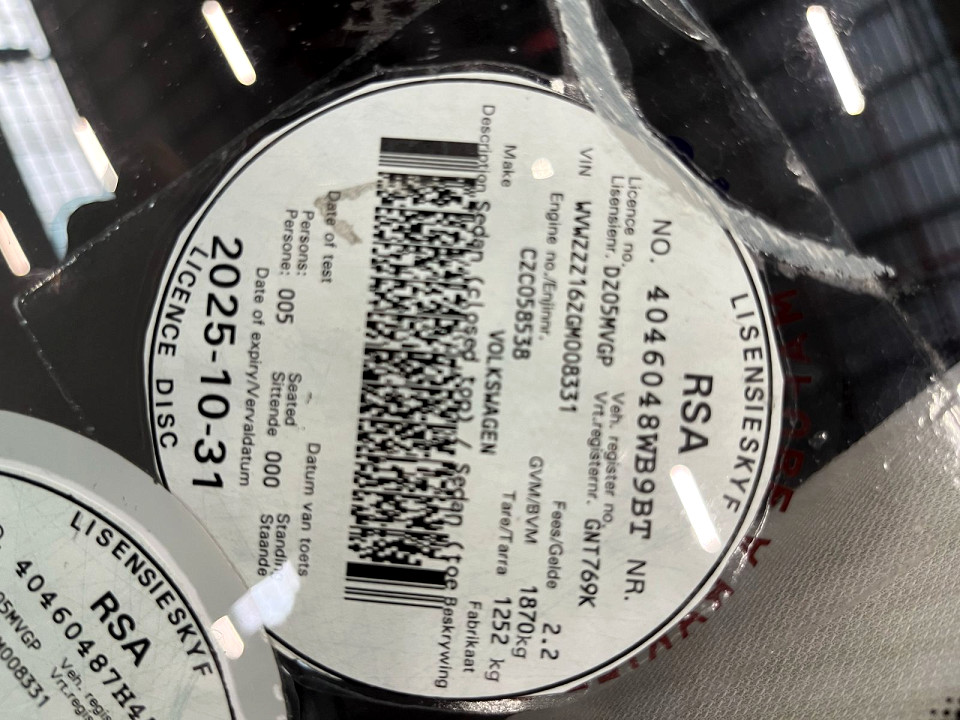 LISENSIESKYF
RSA
NO. 4046048WB9BT NR.
Licence no. Veh. register no.
Lisensienr. DZ05MVGP Vrt.registernr. GNT769K
VIN WVWZZZ16ZGM008331 Fees/Gelde 2.2
Engine no./Enjinnr. GVM/BVM 1870kg
CZC058538 Tare/Tarra 1252 kg
Make VOLKSWAGEN Fabrikaat
Description Sedan (closed top) / Sedan (toe Beskrywing
Date of test Datum van toets
Persons: Seated
Persone: 005 Sittende 000 Staande
Date of expiry/Vervaldatum
2025-10-31
LICENCE DISC
LISENSIESKYF
RSA
40460487H4
05MVGP Veh. regis
Vrt.regis
M008331